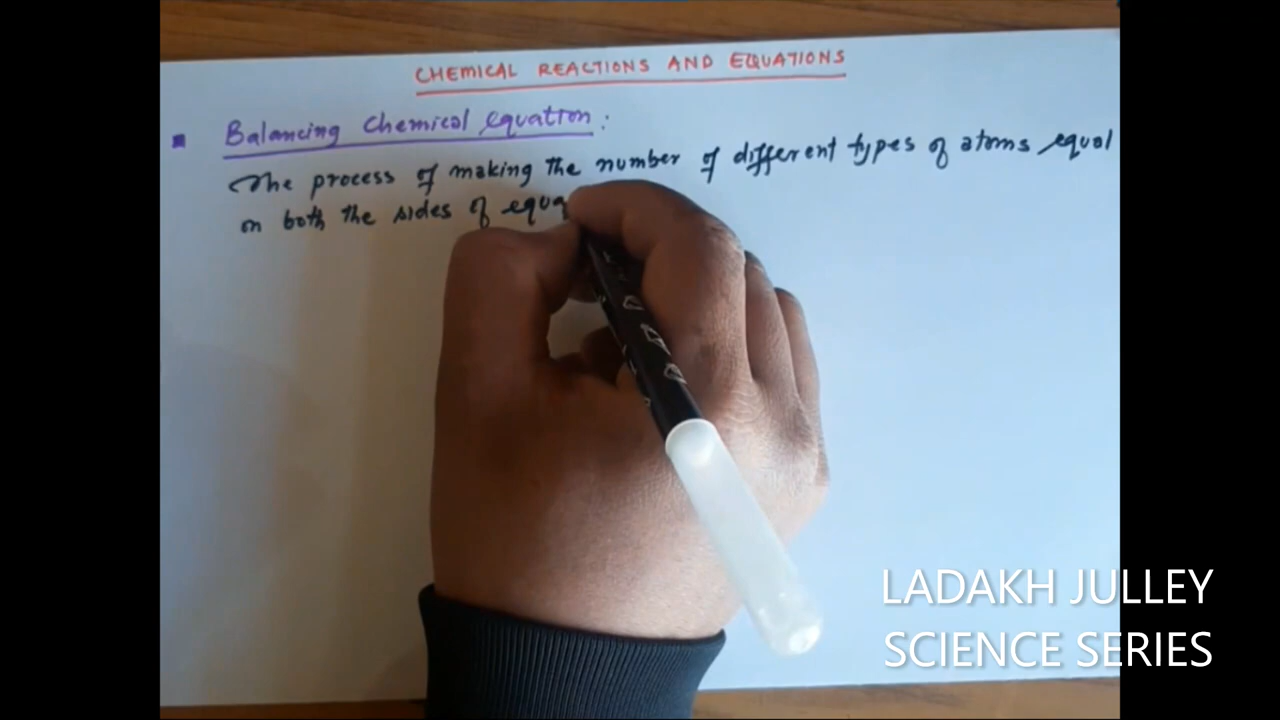 CHEMICAL REACTIONS AND EQUATIONS
Balancing Chemical equation:
The process of making the number of different types of atoms equal
on both the sides of equa
LADAKH JULLEY
SCIENCE SERIES